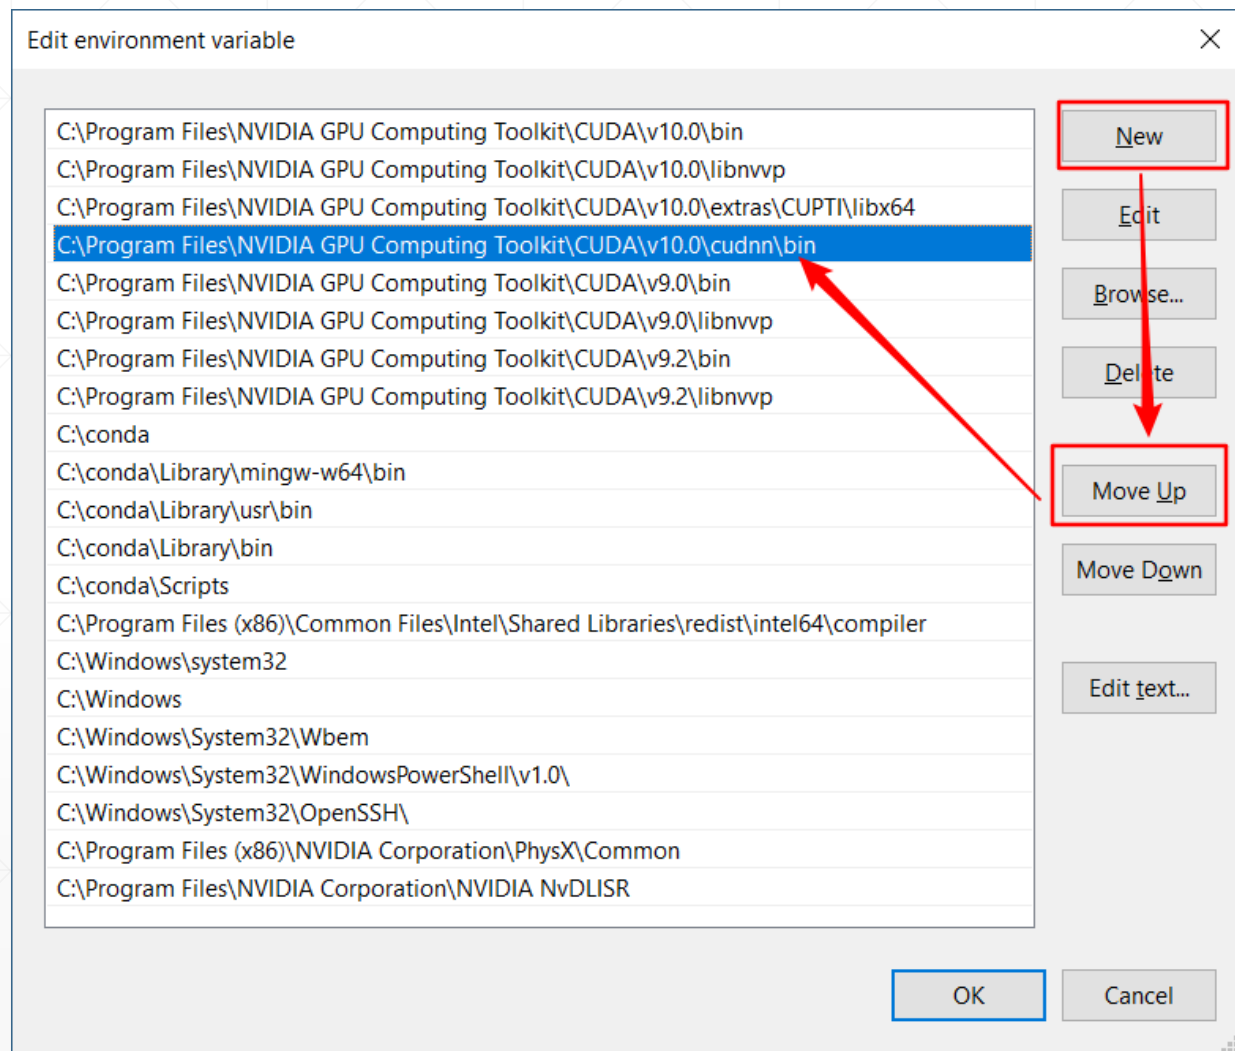 Edit environment variable
C:\Program Files\NVIDIA GPU Computing Toolkit\CUDA\v10.0\bin
C:\Program Files\NVIDIA GPU Computing Toolkit\CUDA\v10.0\libnvvp
C:\Program Files\NVIDIA GPU Computing Toolkit\CUDA\v10.0\extras\CUPTI\libx64
C:\Program Files\NVIDIA GPU Computing Toolkit\CUDA\v10.0\cudnn\bin
C:\Program Files\NVIDIA GPU Computing Toolkit\CUDA\v9.0\bin
C:\Program Files\NVIDIA GPU Computing Toolkit\CUDA\v9.0\libnvvp
C:\Program Files\NVIDIA GPU Computing Toolkit\CUDA\v9.2\bin
C:\Program Files\NVIDIA GPU Computing Toolkit\CUDA\v9.2\libnvvp
C:\conda
C:\conda\Library\mingw-w64\bin
C:\conda\Library\usr\bin
C:\conda\Library\bin
C:\conda\Scripts
C:\Program Files (x86)\Common Files\Intel\Shared Libraries\redist\intel64\compiler
C:\Windows\system32
C:\Windows
C:\Windows\System32\Wbem
C:\Windows\System32\WindowsPowerShell\v1.0\
C:\Windows\System32\OpenSSH\
C:\Program Files (x86)\NVIDIA Corporation\PhysX\Common
C:\Program Files\NVIDIA Corporation\NVIDIA NvDLISR
New
Edit
Browse...
Delete
Move Up
Move Down
Edit text...
OK
Cancel